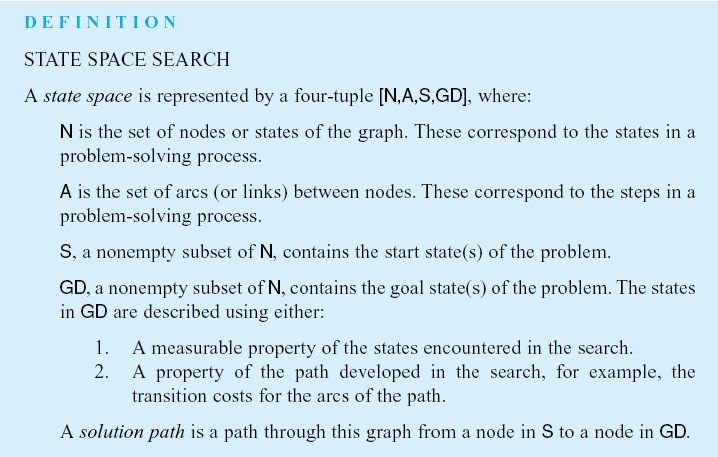 DEFINITION
STATE SPACE SEARCH
A state space is represented by a four-tuple [N,A,S,GD], where:
N is the set of nodes or states of the graph. These correspond to the states in a
problem-solving process.
A is the set of arcs (or links) between nodes. These correspond to the steps in a
problem-solving process.
S, a nonempty subset of N, contains the start state(s) of the problem.
GD, a nonempty subset of N, contains the goal state(s) of the problem. The states
in GD are described using either:
1. A measurable property of the states encountered in the search.
2. A property of the path developed in the search, for example, the
transition costs for the arcs of the path.
A solution path is a path through this graph from a node in S to a node in GD.